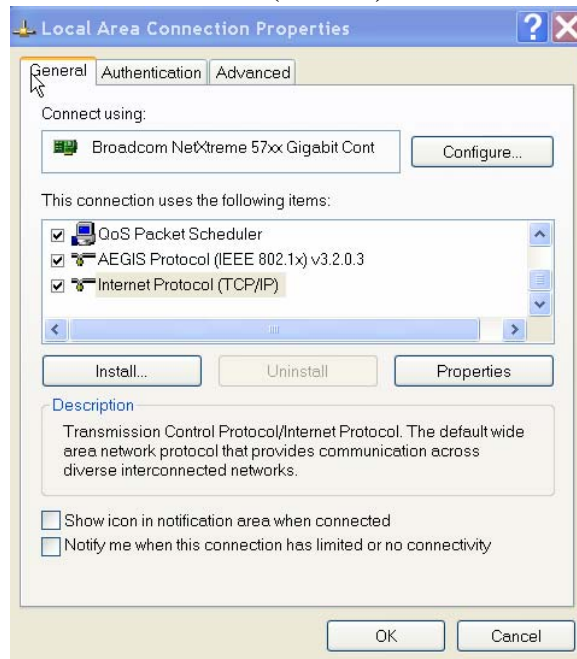 Local Area Connection Properties
General Authentication Advanced
Connect using:
Broadcom NetXtreme 57xx Gigabit Cont
Configure...
This connection uses the following items:
QoS Packet Scheduler
AEGIS Protocol (IEEE 802.1x) v3.2.0.3
Internet Protocol (TCP/IP)
Install... Uninstall Properties
Description
Transmission Control Protocol/Internet Protocol. The default wide
area network protocol that provides communication across
diverse interconnected networks.
Show icon in notification area when connected
Notify me when this connection has limited or no connectivity
OK Cancel